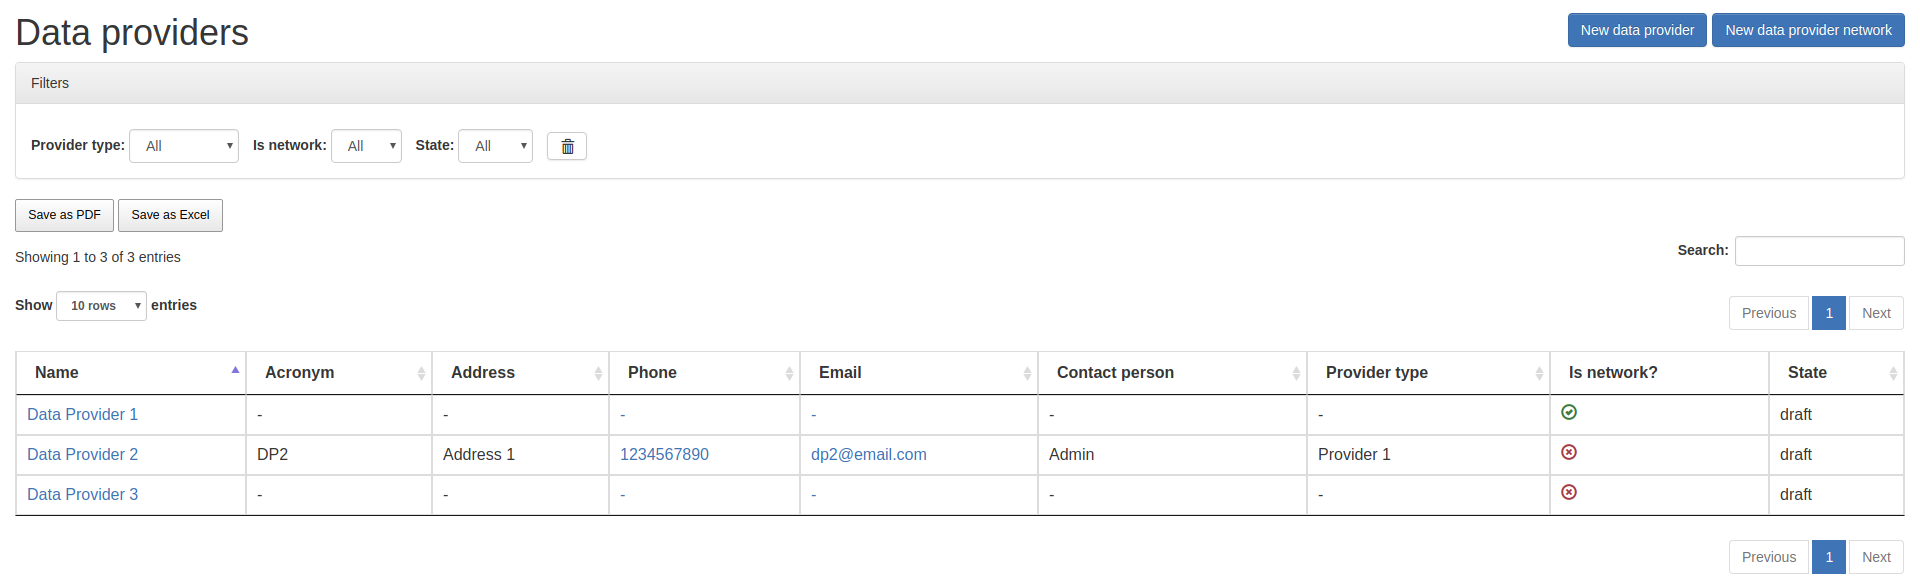 Data providers
New data provider New data provider network
Filters
Provider type: All Is network: All State: All
Save as PDF Save as Excel
Showing 1 to 3 of 3 entries
Search:
Show 10 rows entries
Previous 1 Next
Name Acronym Address Phone Email Contact person Provider type Is network? State
Data Provider 1 - - - - - - draft
Data Provider 2 DP2 Address 1 1234567890 dp2@email.com Admin Provider 1 draft
Data Provider 3 - - - - - - draft
Previous 1 Next